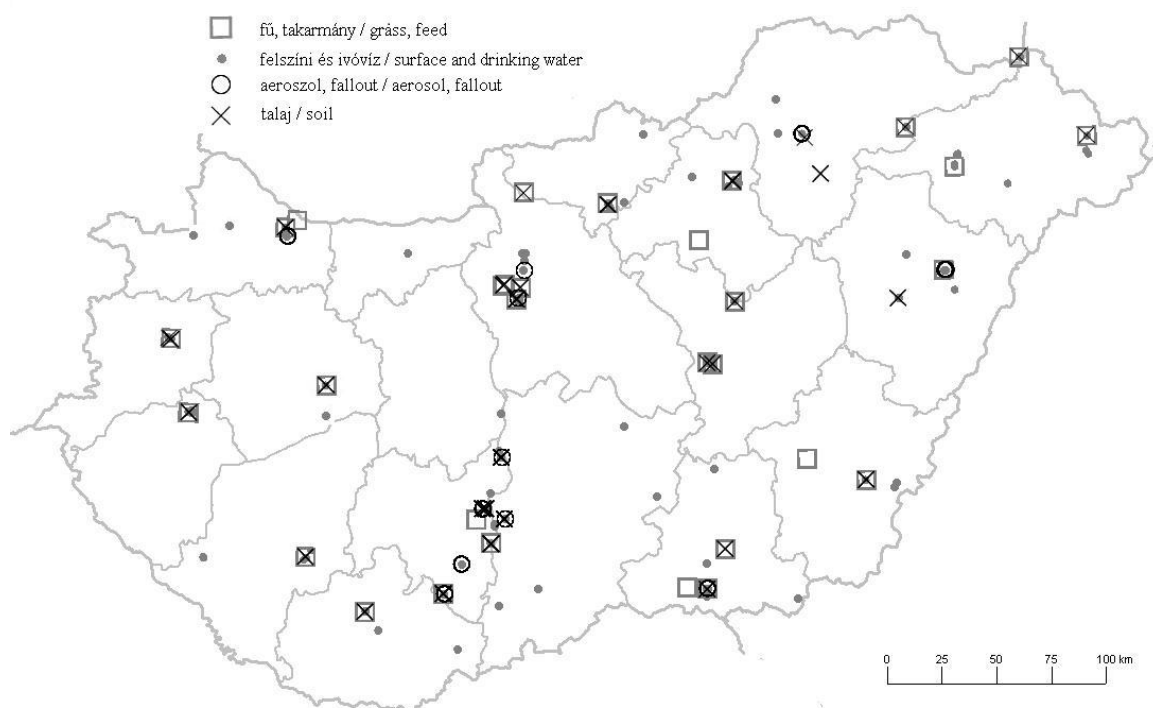 fű, takarmány / gráss, feed
felszíni és ivóvíz / surface and drinking water
aeroszol, fallout / aerosol, fallout
talaj / soil
0 25 50 75 100 km